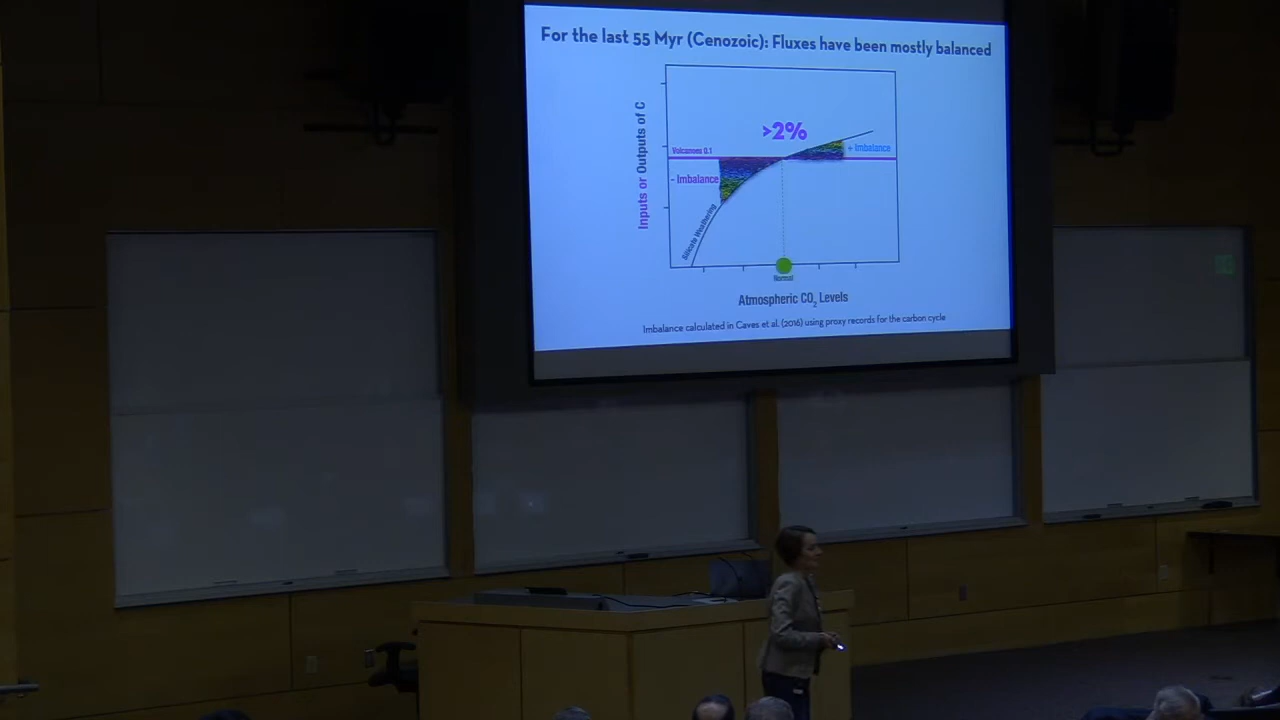 For the last 55 Myr (Cenozoic): Fluxes have been mostly balanced
>2%
Volcanoes 0.1
+ Imbalance
- Imbalance
Silicate Weathering
Inputs or Outputs of C
Normal
Atmospheric CO₂ Levels
Imbalance calculated in Caves et al. (2016) using proxy records for the carbon cycle